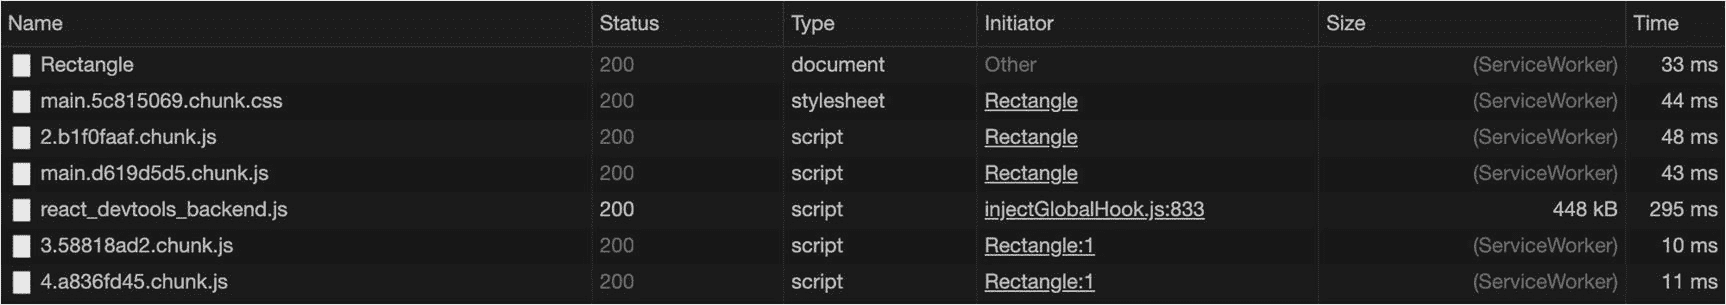 Name Status Type Initiator Size Time
Rectangle 200 document Other (ServiceWorker) 33 ms
main.5c815069.chunk.css 200 stylesheet Rectangle (ServiceWorker) 44 ms
2.b1f0faaf.chunk.js 200 script Rectangle (ServiceWorker) 48 ms
main.d619d5d5.chunk.js 200 script Rectangle (ServiceWorker) 43 ms
react_devtools_backend.js 200 script injectGlobalHook.js:833 448 kB 295 ms
3.58818ad2.chunk.js 200 script Rectangle:1 (ServiceWorker) 10 ms
4.a836fd45.chunk.js 200 script Rectangle:1 (ServiceWorker) 11 ms